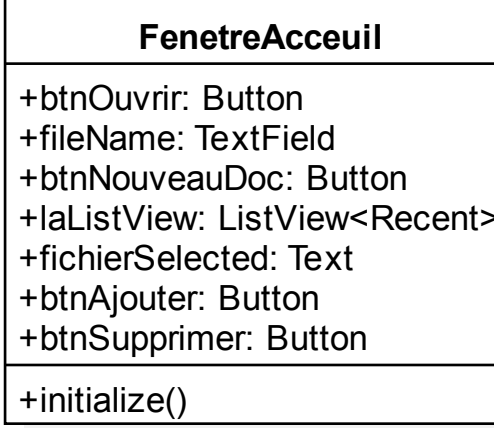 FenetreAcceuil
+btnOuvrir: Button
+fileName: TextField
+btnNouveauDoc: Button
+laListView: ListView<Recent>
+fichierSelected: Text
+btnAjouter: Button
+btnSupprimer: Button
+initialize()